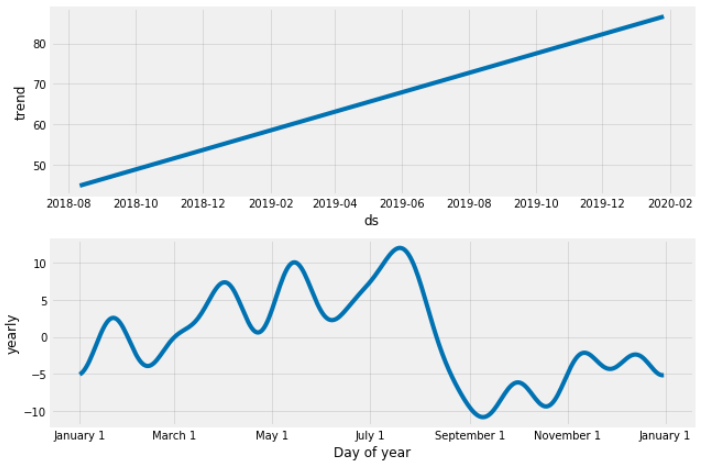 80
70
60
50
trend
2018-08 2018-10 2018-12 2019-02 2019-04 2019-06 2019-08 2019-10 2019-12 2020-02
ds
10
5
0
−5
−10
yearly
January 1 March 1 May 1 July 1 September 1 November 1 January 1
Day of year